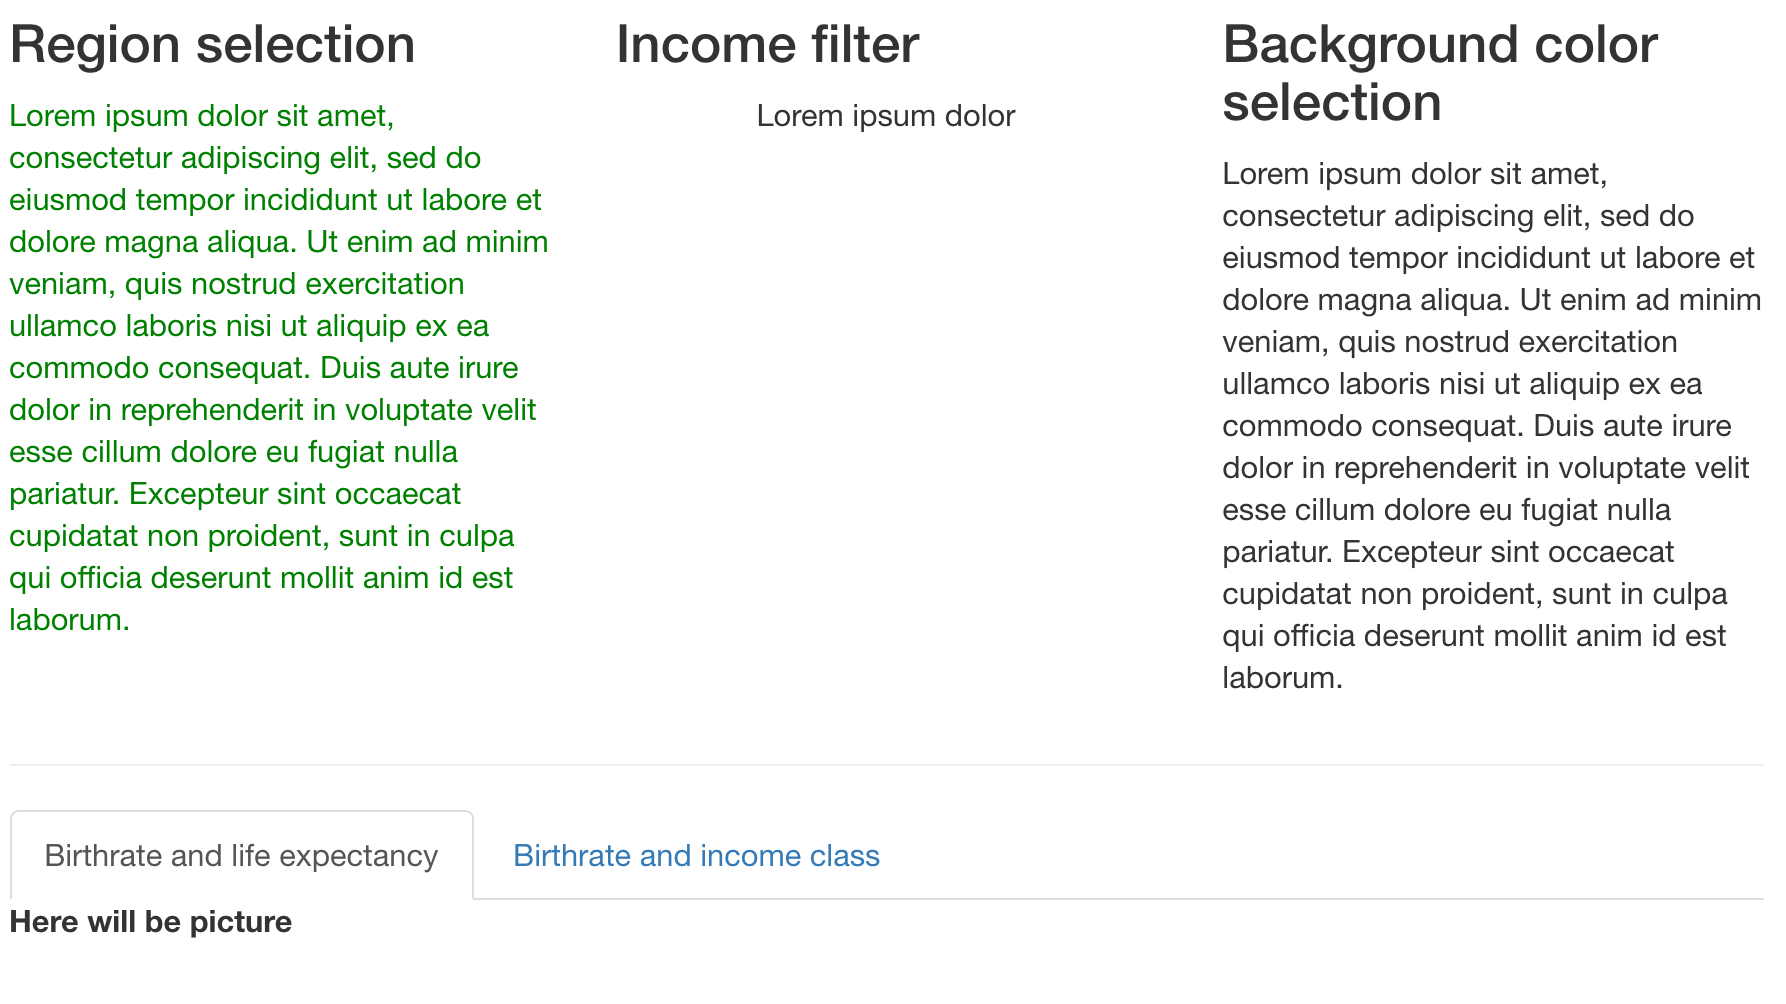 Region selection
Lorem ipsum dolor sit amet,
consectetur adipiscing elit, sed do
eiusmod tempor incididunt ut labore et
dolore magna aliqua. Ut enim ad minim
veniam, quis nostrud exercitation
ullamco laboris nisi ut aliquip ex ea
commodo consequat. Duis aute irure
dolor in reprehenderit in voluptate velit
esse cillum dolore eu fugiat nulla
pariatur. Excepteur sint occaecat
cupidatat non proident, sunt in culpa
qui officia deserunt mollit anim id est
laborum.
Income filter
Lorem ipsum dolor
Background color
selection
Lorem ipsum dolor sit amet,
consectetur adipiscing elit, sed do
eiusmod tempor incididunt ut labore et
dolore magna aliqua. Ut enim ad minim
veniam, quis nostrud exercitation
ullamco laboris nisi ut aliquip ex ea
commodo consequat. Duis aute irure
dolor in reprehenderit in voluptate velit
esse cillum dolore eu fugiat nulla
pariatur. Excepteur sint occaecat
cupidatat non proident, sunt in culpa
qui officia deserunt mollit anim id est
laborum.
Birthrate and life expectancy
Birthrate and income class
Here will be picture